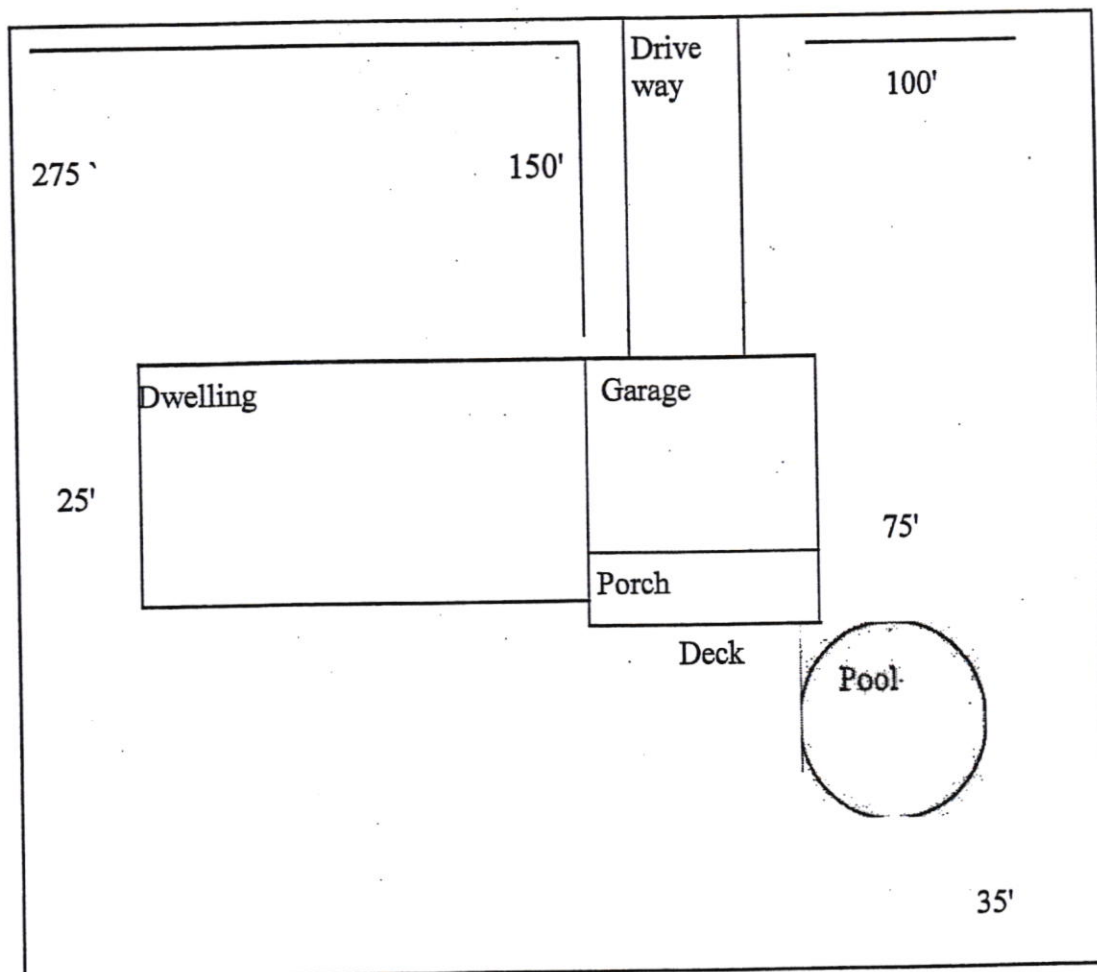 Drive
way
100'
275 `
150'
Dwelling
Garage
25'
75'
Porch
Deck
Pool
35'